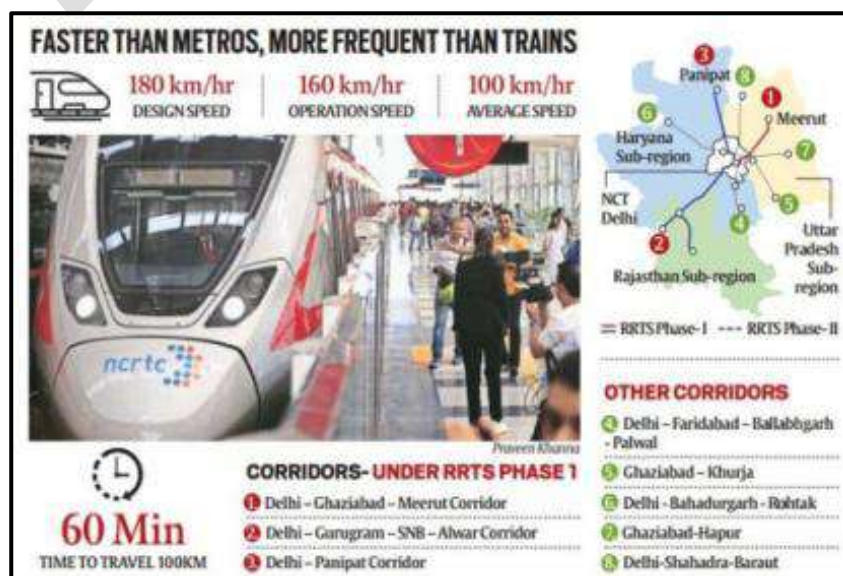 FASTER THAN METROS, MORE FREQUENT THAN TRAINS
180 km/hr
DESIGN SPEED
160 km/hr
OPERATION SPEED
100 km/hr
AVERAGE SPEED
ncrtc
Praveen Khanna
60 Min
TIME TO TRAVEL 100KM
CORRIDORS- UNDER RRTS PHASE 1
1 Delhi – Ghaziabad – Meerut Corridor
2 Delhi – Gurugram – SNB – Alwar Corridor
3 Delhi – Panipat Corridor
3
Panipat
8
1
Meerut
6
Haryana
Sub-region
7
NCT
Delhi
5
4
2
Uttar
Pradesh
Sub-
region
Rajasthan Sub-region
RRTS Phase-I
RRTS Phase-II
OTHER CORRIDORS
4 Delhi – Faridabad – Ballabhgarh
- Palwal
5 Ghaziabad – Khurja
6 Delhi - Bahadurgarh - Rohtak
7 Ghaziabad-Hapur
8 Delhi-Shahadra-Baraut